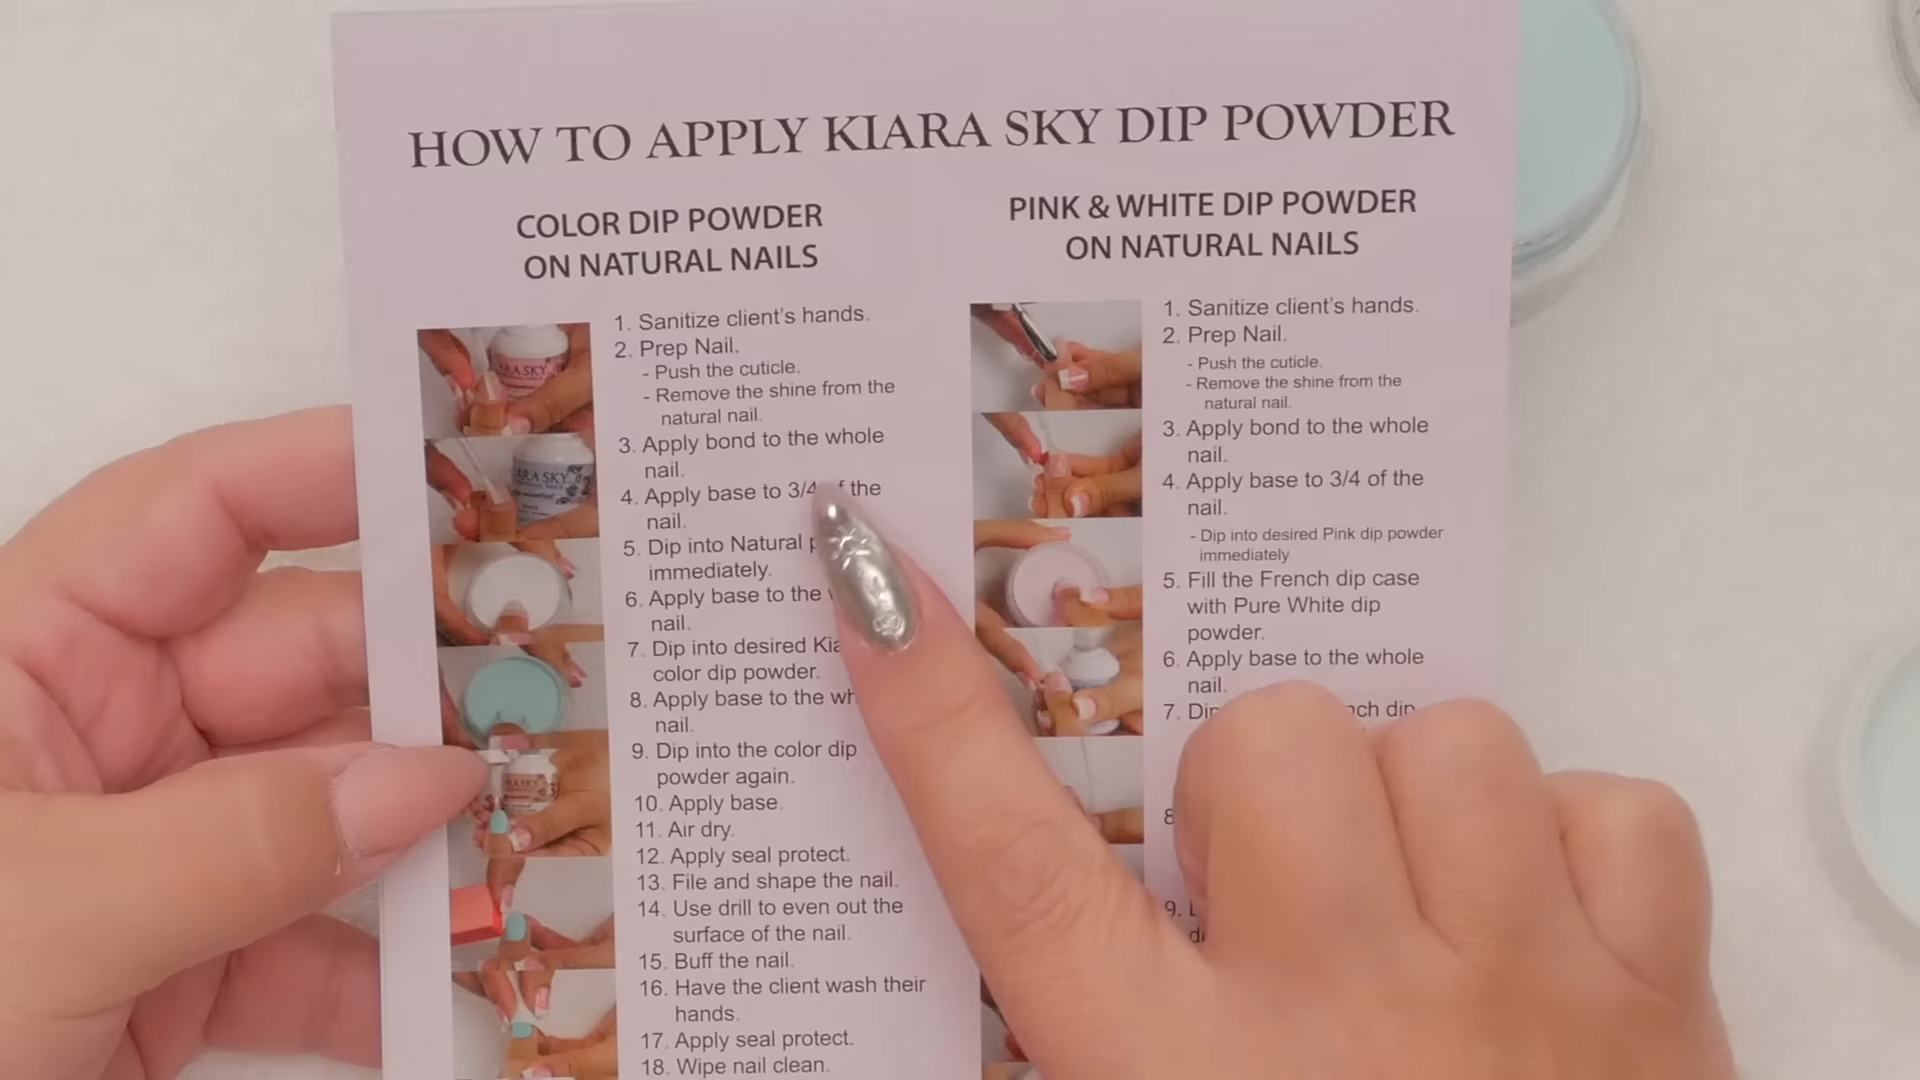 HOW TO APPLY KIARA SKY DIP POWDER
COLOR DIP POWDER
ON NATURAL NAILS
1. Sanitize client's hands.
2. Prep Nail.
- Push the cuticle.
- Remove the shine from the
natural nail.
3. Apply bond to the whole
nail.
4. Apply base to 3/4 of the
nail.
5. Dip into Natural
immediately.
6. Apply base to the
nail.
7. Dip into desired
color dip powder.
8. Apply base to the
nail.
9. Dip into the color dip
powder again.
10. Apply base.
11. Air dry.
12. Apply seal protect.
13. File and shape the nail.
14. Use drill to even out the
surface of the nail.
15. Buff the nail.
16. Have the client wash their
hands.
17. Apply seal protect.
18. Wipe nail clean.
PINK & WHITE DIP POWDER
ON NATURAL NAILS
1. Sanitize client's hands.
2. Prep Nail.
- Push the cuticle.
- Remove the shine from the
natural nail.
3. Apply bond to the whole
nail.
4. Apply base to 3/4 of the
nail.
- Dip into desired Pink dip powder
immediately
5. Fill the French dip case
with Pure White dip
powder.
6. Apply base to the whole
nail.
7. dip
8
9.